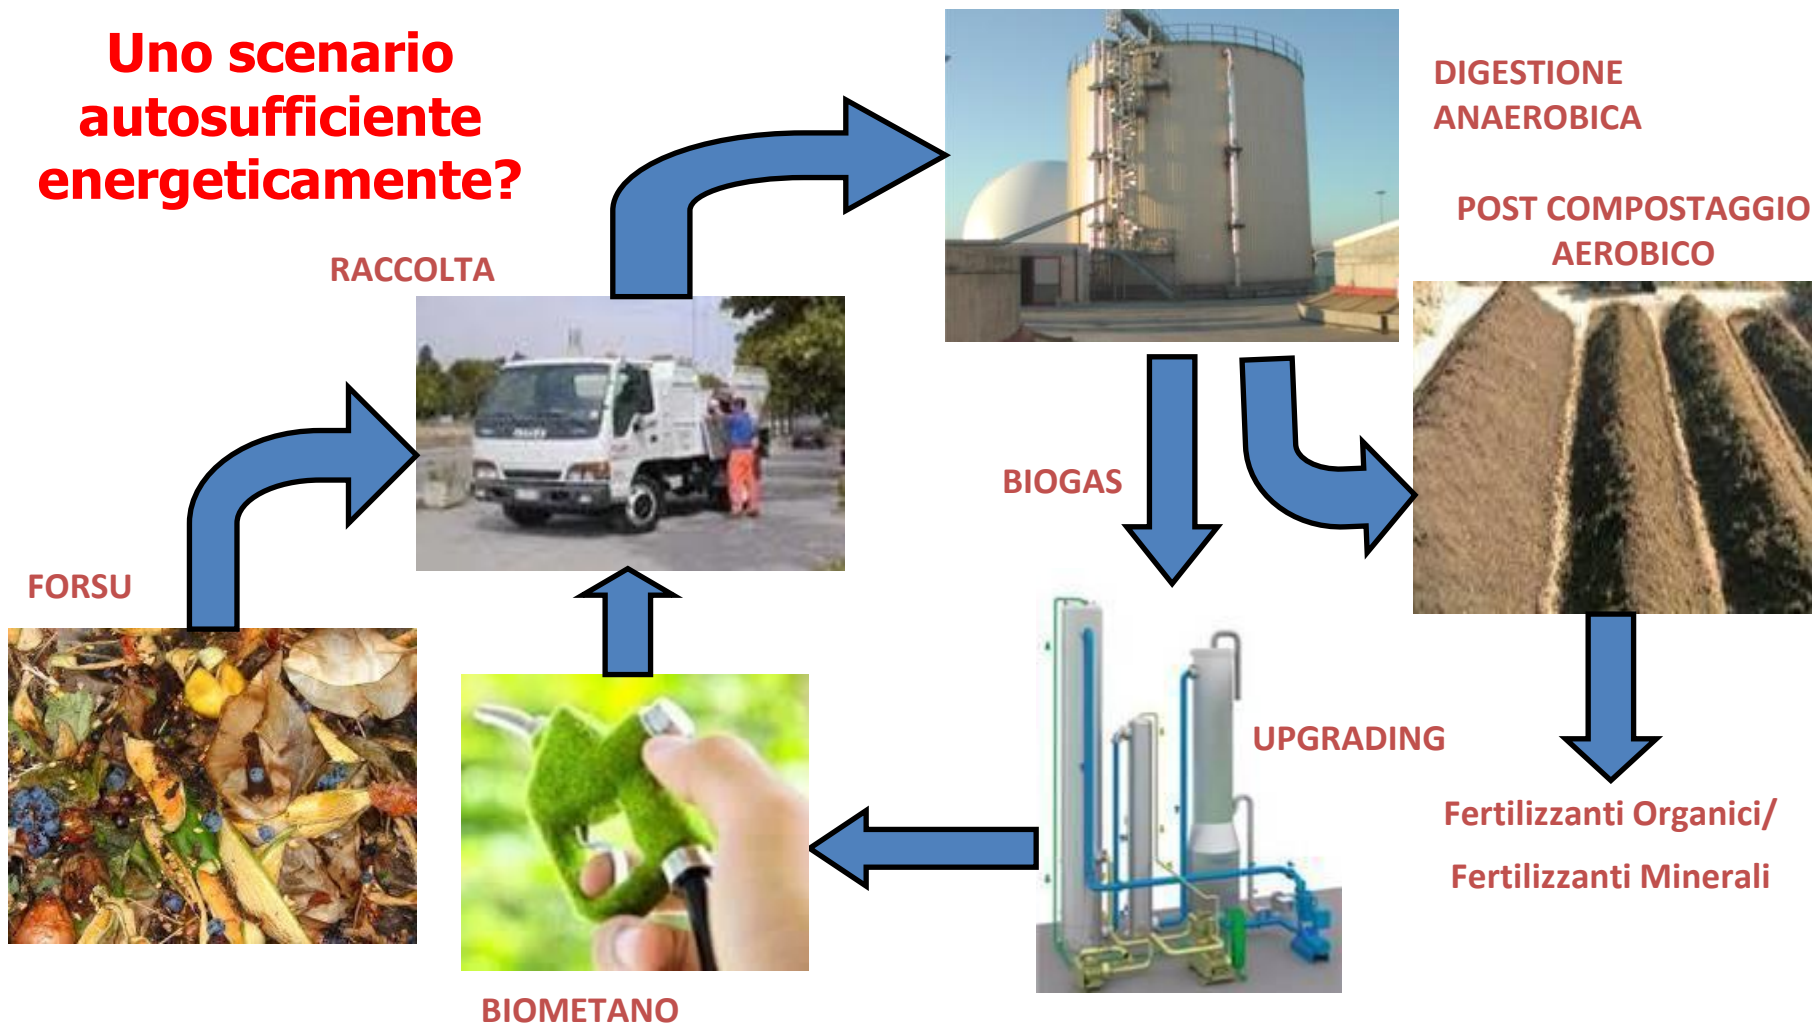 Uno scenario
autosufficiente
energeticamente?
DIGESTIONE
ANAEROBICA
POST COMPOSTAGGIO
AEROBICO
RACCOLTA
BIOGAS
FORSU
UPGRADING
Fertilizzanti Organici/
Fertilizzanti Minerali
BIOMETANO